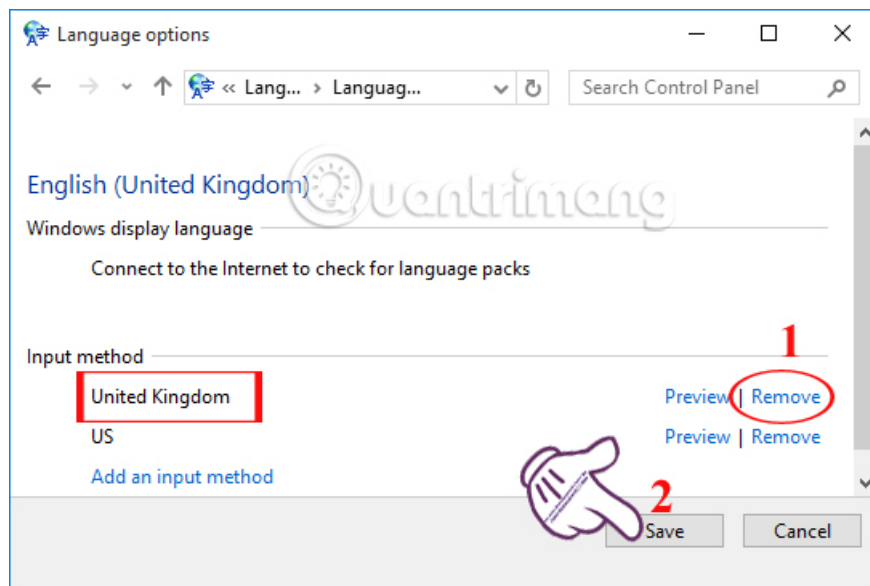 Language options
« Lang... › Languag...
Search Control Panel
Quantrimang
English (United Kingdom)
Windows display language
Connect to the Internet to check for language packs
1
Input method
United Kingdom Preview | Remove
US Preview | Remove
Add an input method
2
Save Cancel